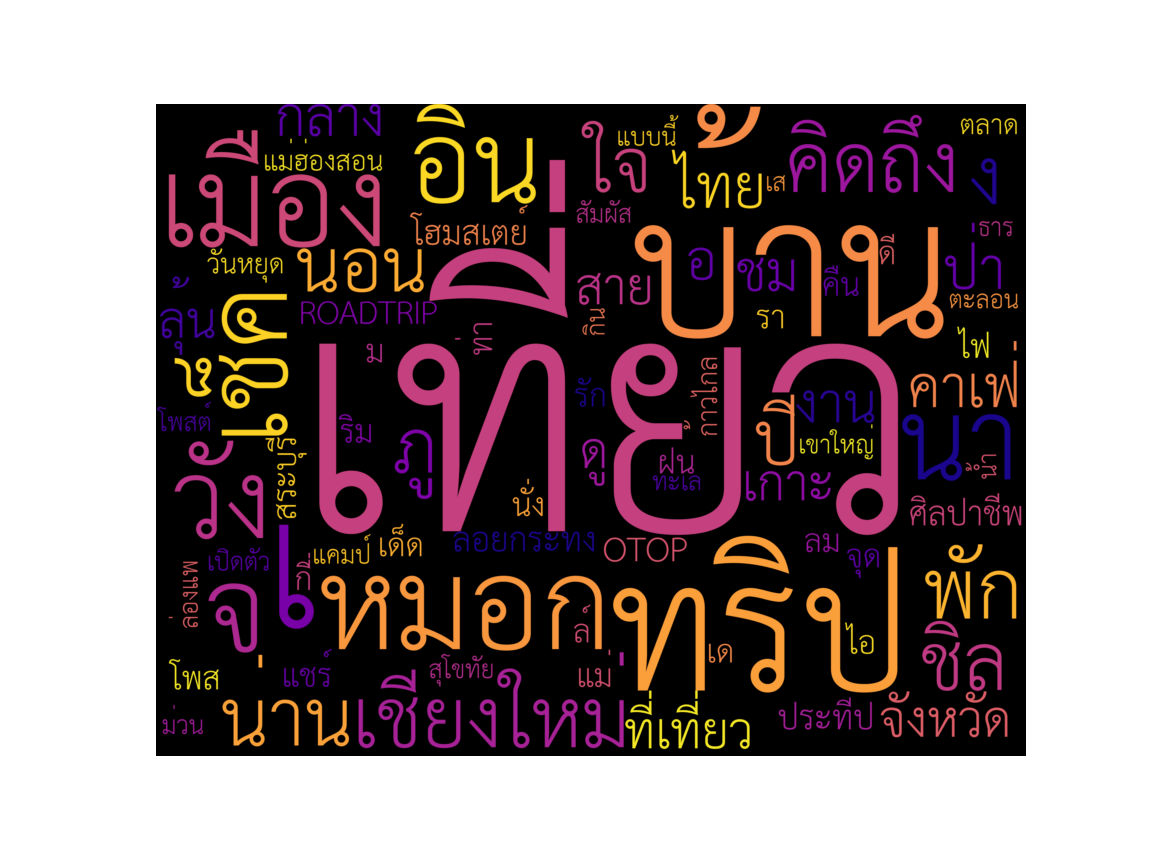 กลาง
แม่ฮ่องสอน
เมือง
อิน
โฮมสเตย์
ใจ
แบบนี้
สัมผัส
ไทย
เส
คิดถึง
ตลาด
ง
ธาร
วันหยุด
นอน
ROADTRIP
เที่ยว
บ้าน
สาย
กิน
อ
ชม
คืน
ดี
ป่า
ตะลอน
รา
ไฟ
ลุ้น
เช็ค
ท่า
ม
คาเฟ่
โพสต์
ริม
ภู
รัก
ดู
ก้าวไกล
ฝน
ทะเล
ปี
งาน
เขาใหญ่
นา
น้ำ
เกาะ
วัง
สระบุรี
นั่ง
ศิลปาชีพ
เปิดตัว
กี่
แคมป์
เด็ด
ลอยกระทง
OTOP
ลม
จุด
ล่องแพ
จ
เ
หมอก
ล์
ทริป
เด
ไอ
พัก
ชิล
โพส
แชร์
สุโขทัย
แม่
ม่วน
น่าน
เชียงใหม่
ที่เที่ยว
ประทีป
จังหวัด